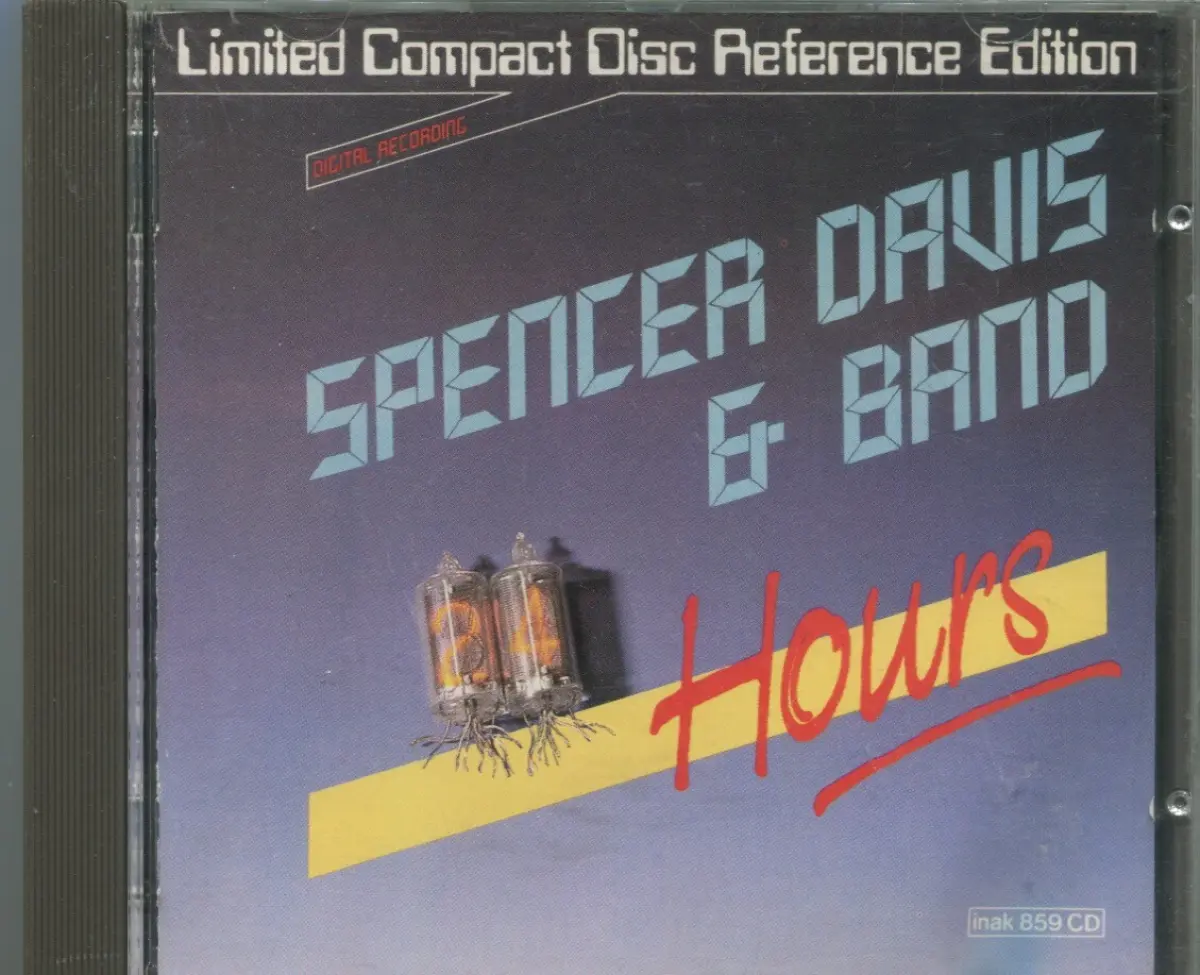 Limited Compact Disc Reference Edition
DIGITAL RECORDING
SPENCER DAVIS
& BAND
24 Hours
inak 859 CD